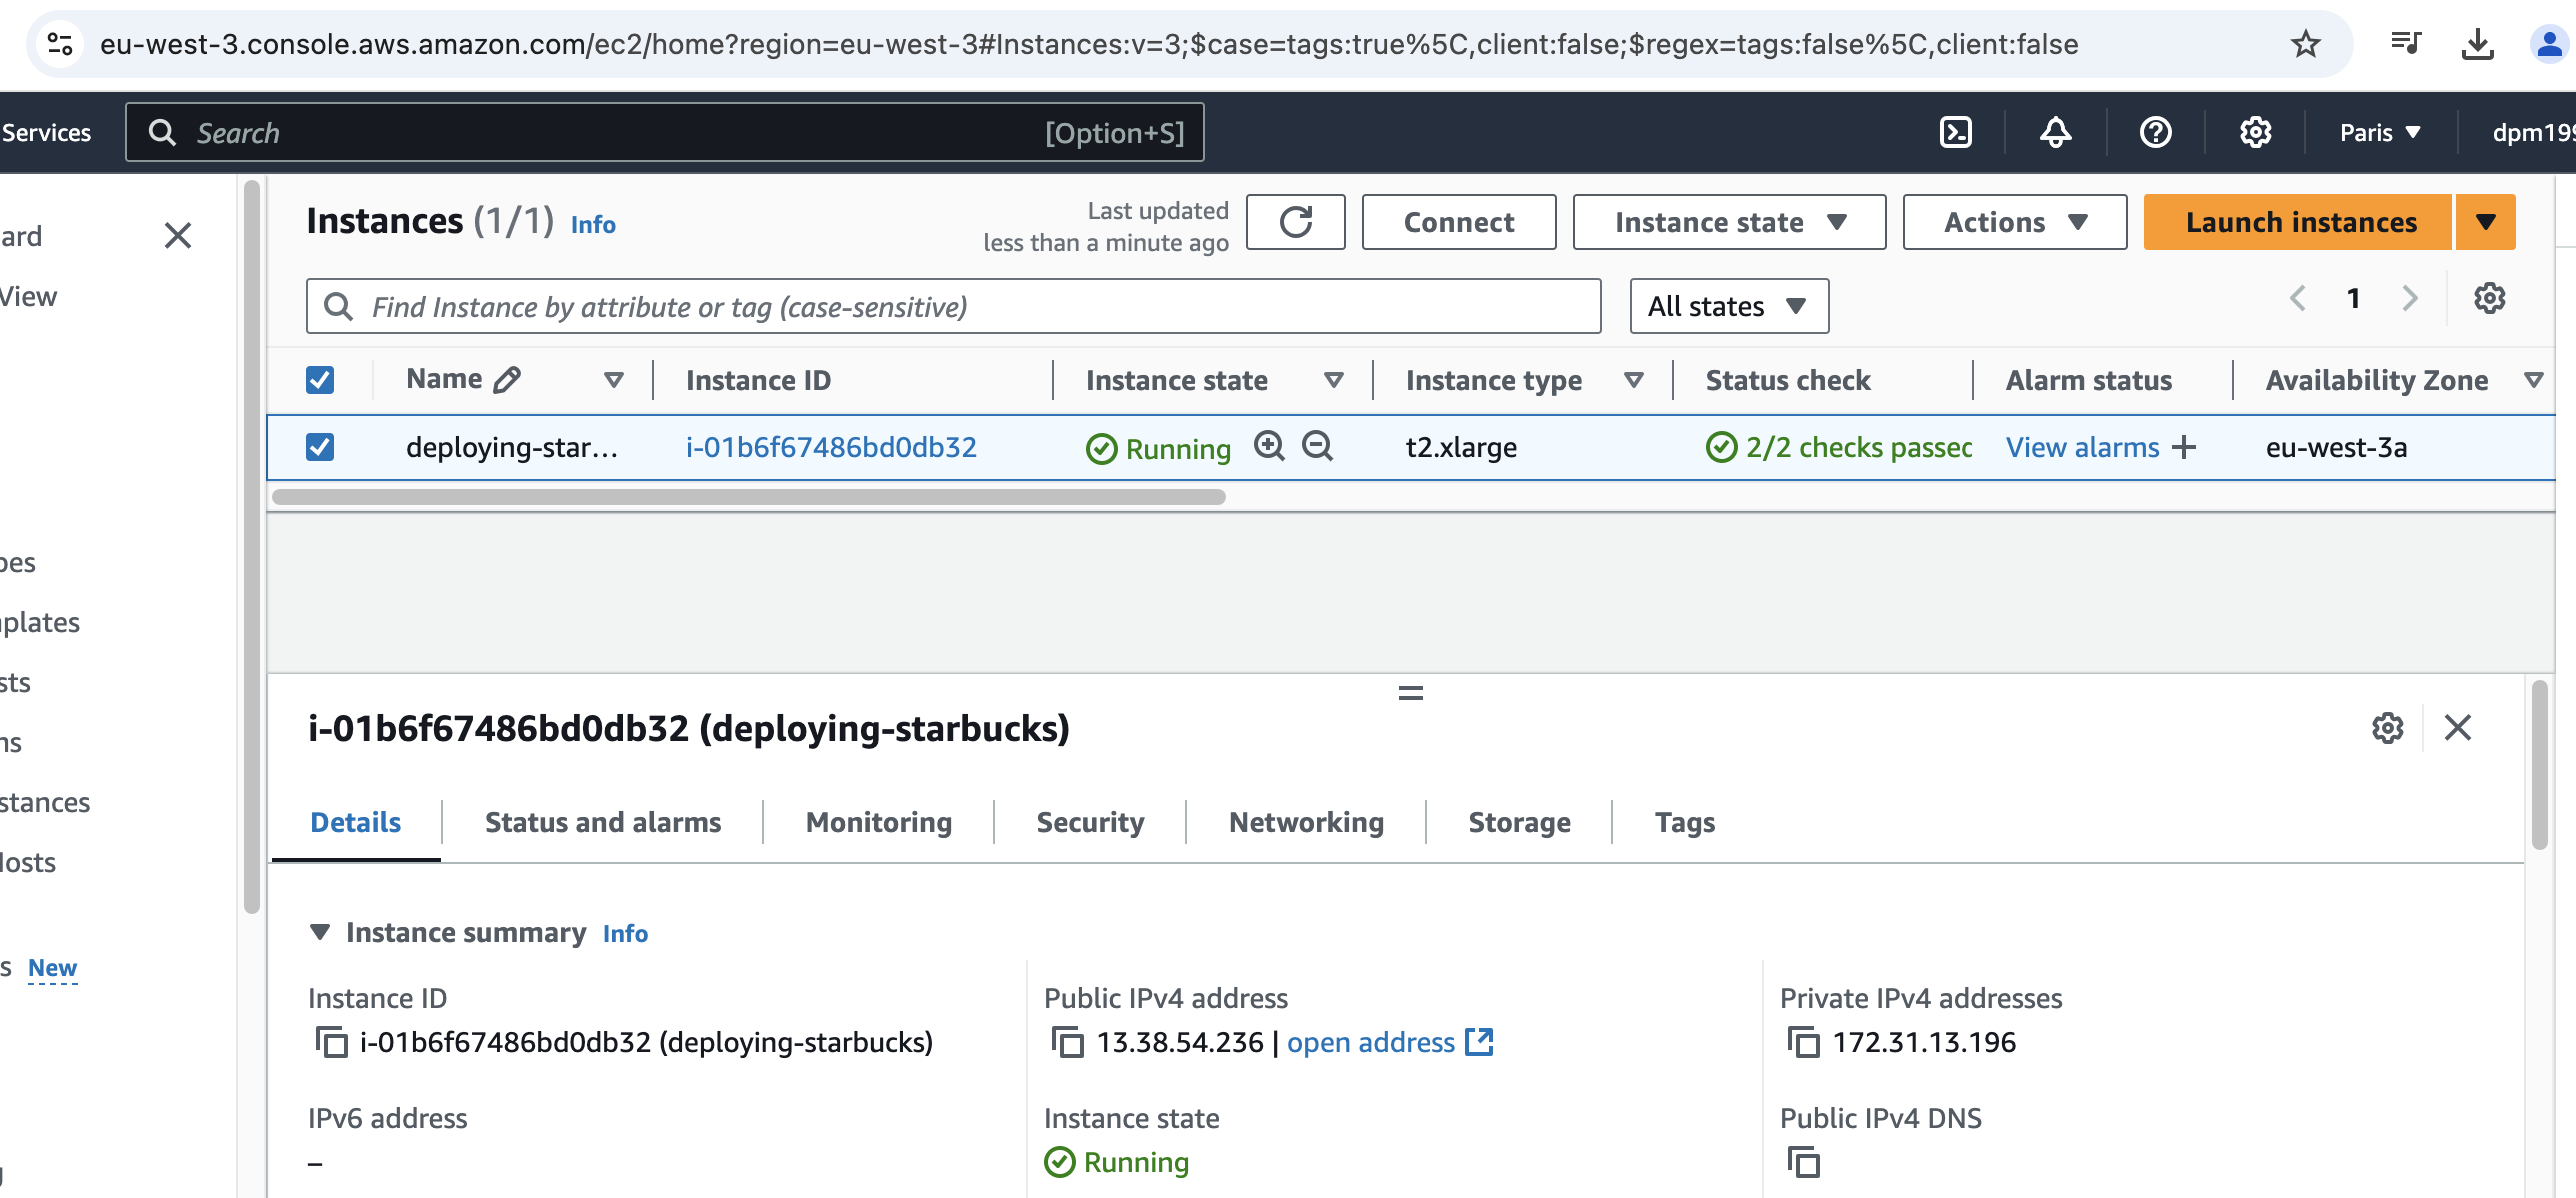 eu-west-3.console.aws.amazon.com/ec2/home?region=eu-west-3#Instances:v=3;$case=tags:true%5C,client:false;$regex=tags:false%5C,client:false
Services
Search
[Option+S]
Paris
dpm199
ard
View
pes
plates
sts
ns
stances
Hosts
s New
Instances (1/1) Info
Last updated
less than a minute ago
Connect
Instance state
Actions
Launch instances
Find Instance by attribute or tag (case-sensitive)
All states
1
Name Instance ID Instance state Instance type Status check Alarm status Availability Zone
deploying-star... i-01b6f67486bd0db32 Running t2.xlarge 2/2 checks passed View alarms + eu-west-3a
i-01b6f67486bd0db32 (deploying-starbucks)
Details Status and alarms Monitoring Security Networking Storage Tags
Instance summary Info
Instance ID
i-01b6f67486bd0db32 (deploying-starbucks)
Public IPv4 address
13.38.54.236 | open address
Private IPv4 addresses
172.31.13.196
IPv6 address
–
Instance state
Running
Public IPv4 DNS